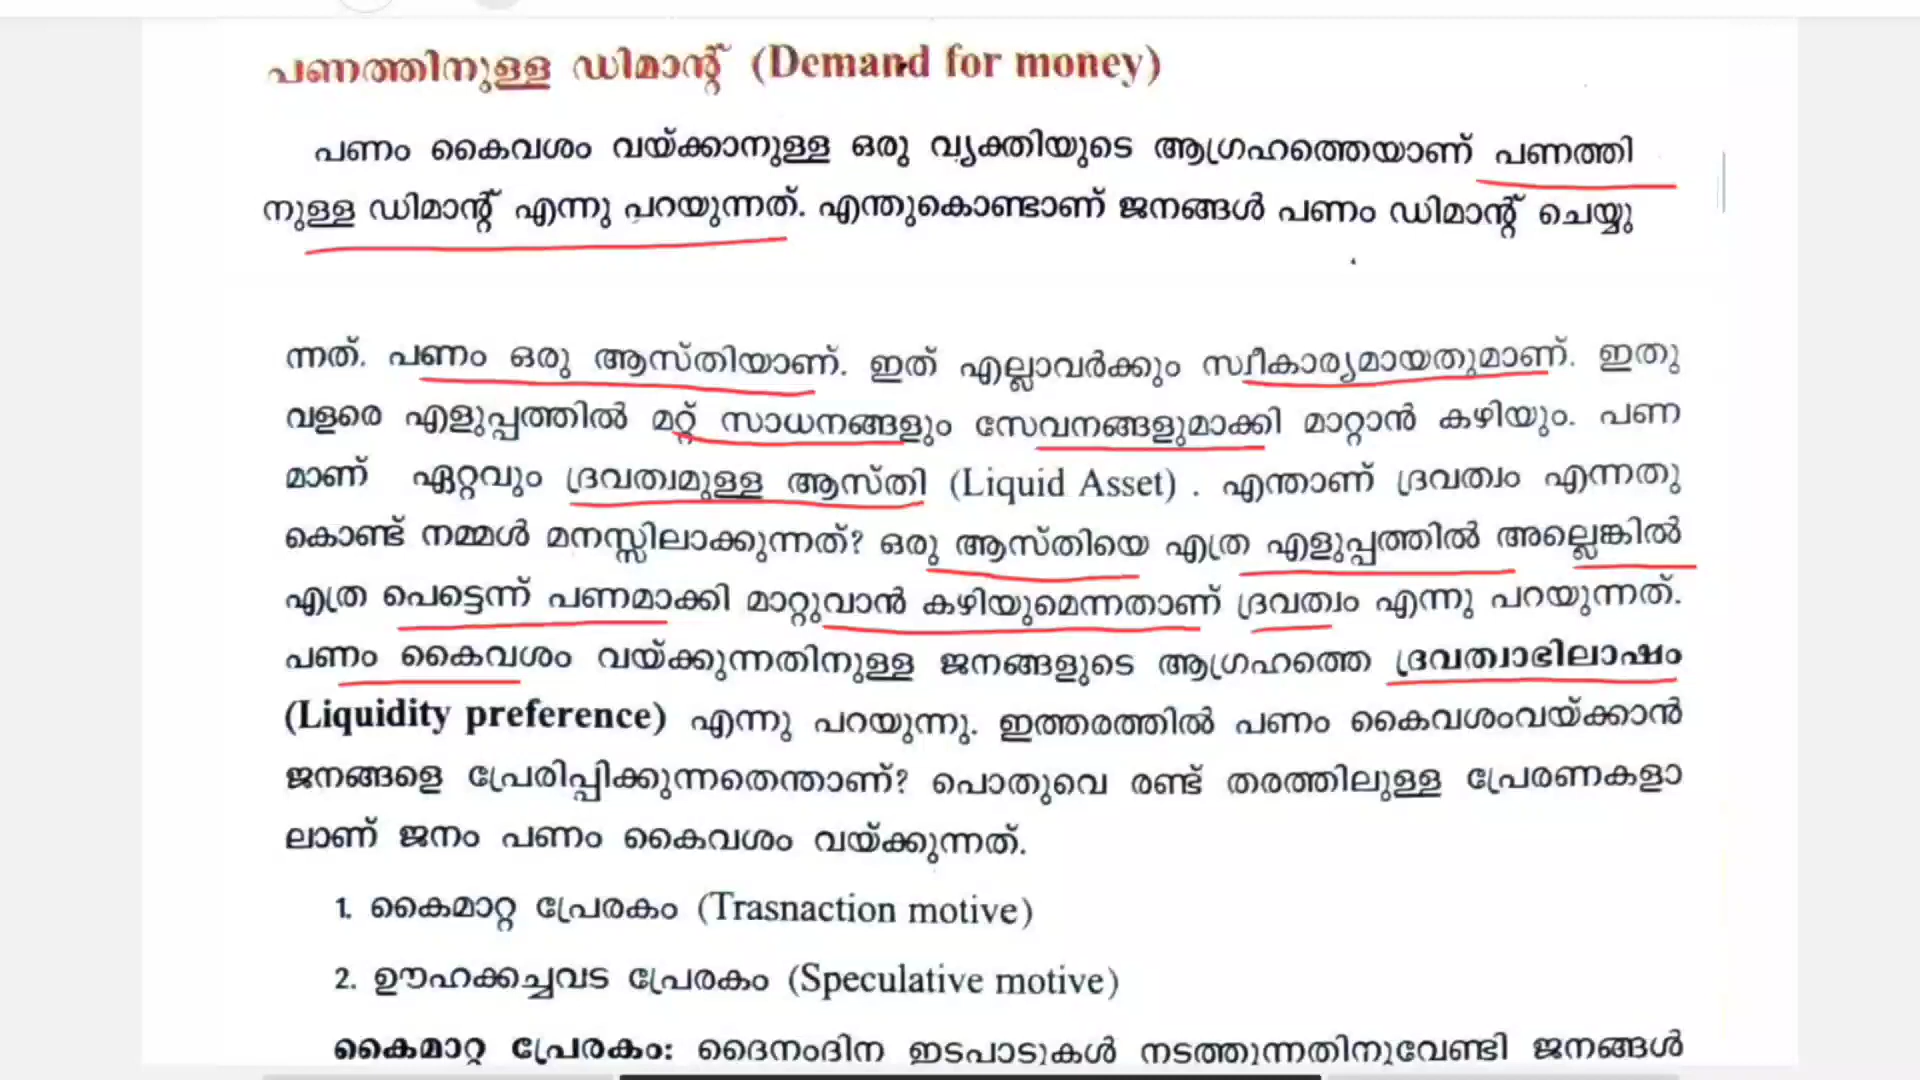 പണത്തിനുള്ള ഡിമാന്റ് (Demand for money)
പണം കൈവശം വയ്ക്കാനുള്ള ഒരു വ്യക്തിയുടെ ആഗ്രഹത്തെയാണ് പണത്തി
നുള്ള ഡിമാന്റ് എന്നു പറയുന്നത്. എന്തുകൊണ്ടാണ് ജനങ്ങൾ പണം ഡിമാന്റ് ചെയ്യു
ന്നത്. പണം ഒരു ആസ്തിയാണ്. ഇത് എല്ലാവർക്കും സ്വീകാര്യമായതുമാണ്. ഇതു
വളരെ എളുപ്പത്തിൽ മറ്റ് സാധനങ്ങളും സേവനങ്ങളുമാക്കി മാറ്റാൻ കഴിയും. പണ
മാണ് ഏറ്റവും ദ്രവത്വമുള്ള ആസ്തി (Liquid Asset) . എന്താണ് ദ്രവത്വം എന്നതു
കൊണ്ട് നമ്മൾ മനസ്സിലാക്കുന്നത്? ഒരു ആസ്തിയെ എത്ര എളുപ്പത്തിൽ അല്ലെങ്കിൽ
എത്ര പെട്ടെന്ന് പണമാക്കി മാറ്റുവാൻ കഴിയുമെന്നതാണ് ദ്രവത്വം എന്നു പറയുന്നത്.
പണം കൈവശം വയ്ക്കുന്നതിനുള്ള ജനങ്ങളുടെ ആഗ്രഹത്തെ ദ്രവത്വാഭിലാഷം
(Liquidity preference) എന്നു പറയുന്നു. ഇത്തരത്തിൽ പണം കൈവശംവയ്ക്കാൻ
ജനങ്ങളെ പ്രേരിപ്പിക്കുന്നതെന്താണ്? പൊതുവെ രണ്ട് തരത്തിലുള്ള പ്രേരണകളാ
ലാണ് ജനം പണം കൈവശം വയ്ക്കുന്നത്.
1. കൈമാറ്റ പ്രേരകം (Trasnaction motive)
2. ഊഹക്കച്ചവട പ്രേരകം (Speculative motive)
കൈമാറ്റ പ്രേരകം: ദൈനംദിന ഇടപാടുകൾ നടത്തുന്നതിനുവേണ്ടി ജനങ്ങൾ